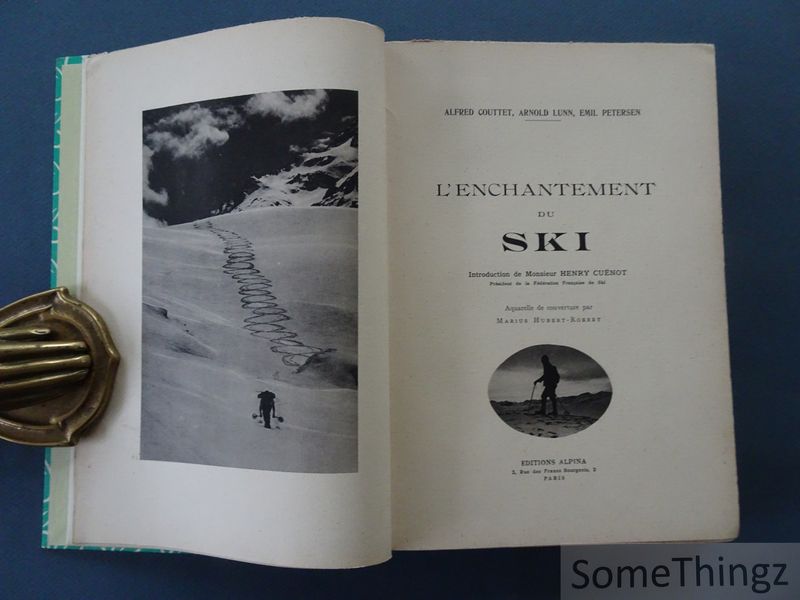 ALFRED COUTTET, ARNOLD LUNN, EMIL PETERSEN
L'ENCHANTEMENT
DU
SKI
Introduction de Monsieur HENRY CUËNOT
Président de la Fédération Française de Ski
Aquarelle de couverture par
MARIUS HUBERT-ROBERT
EDITIONS ALPINA
2, Rue des Francs Bourgeois, 2
PARIS
SomeThingz